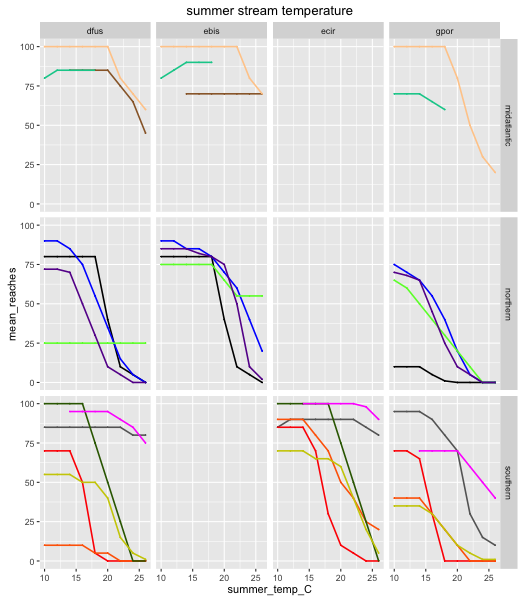 summer stream temperature
dfus ebis ecir gpor
100
75
50
25
0
midatlantic
100
75
50
25
0
northern
100
75
50
25
0
southern
mean_reaches
10 15 20 25 10 15 20 25 10 15 20 25 10 15 20 25
summer_temp_C